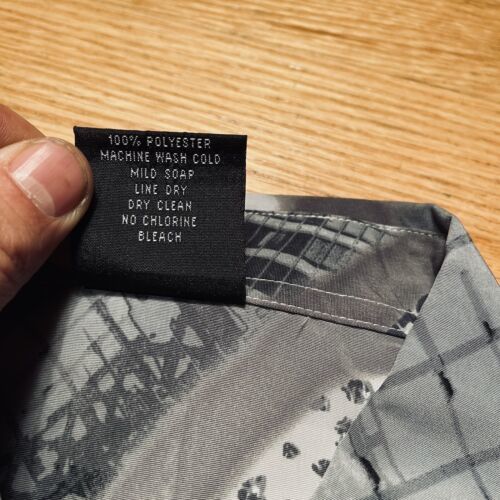 100% POLYESTER
MACHINE WASH COLD
MILD SOAP
LINE DRY
DRY CLEAN
NO CHLORINE
BLEACH